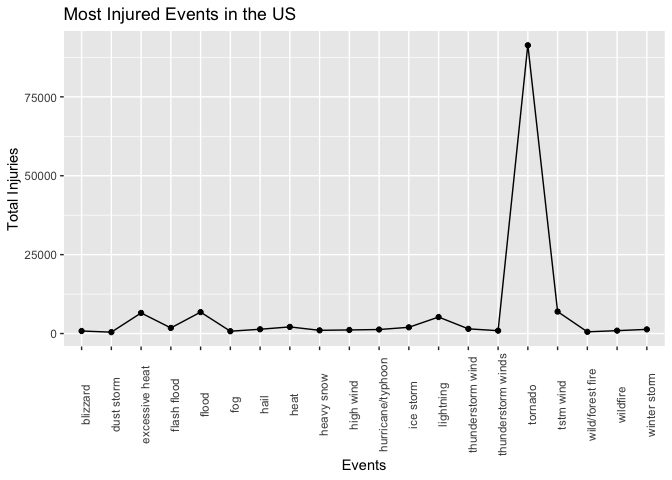 Most Injured Events in the US
Total Injuries
75000
50000
25000
0
blizzard
dust storm
excessive heat
flash flood
flood
fog
hail
heat
heavy snow
high wind
hurricane/typhoon
ice storm
lightning
thunderstorm wind
thunderstorm winds
tornado
tstm wind
wild/forest fire
wildfire
winter storm
Events